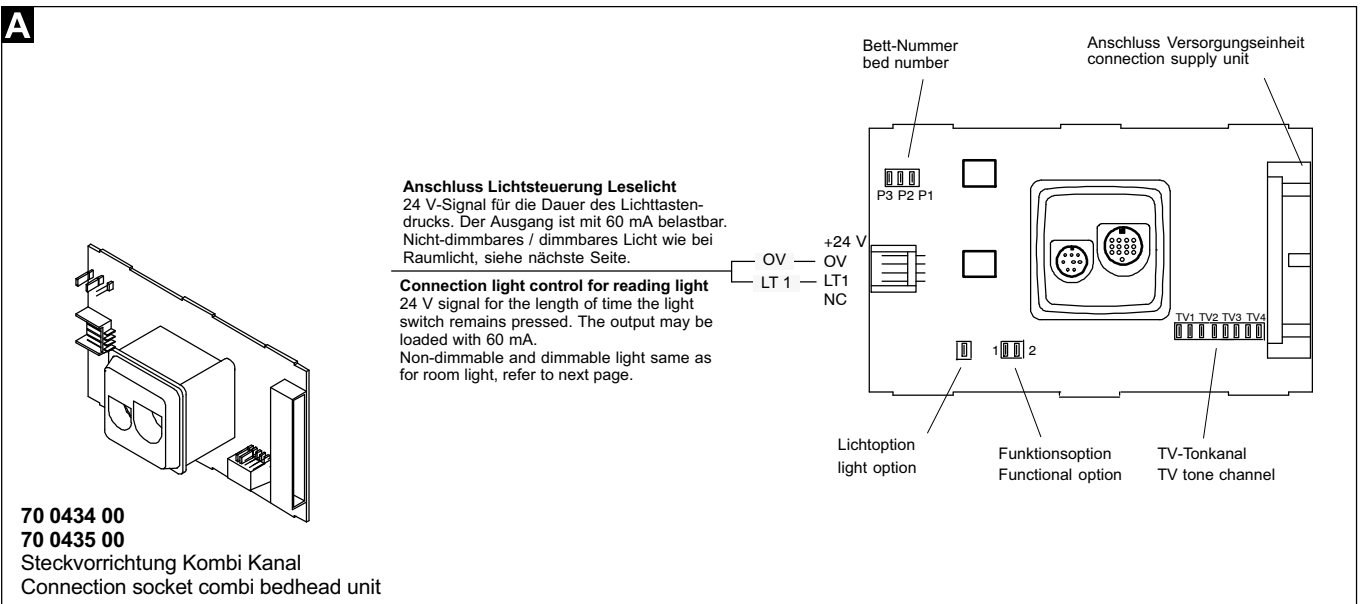 A
Bett-Nummer
bed number
Anschluss Versorgungseinheit
connection supply unit
P3 P2 P1
Anschluss Lichtsteuerung Leselicht
24 V-Signal für die Dauer des Lichttasten-
drucks. Der Ausgang ist mit 60 mA belastbar.
Nicht-dimmbares / dimmbares Licht wie bei
Raumlicht, siehe nächste Seite.
Connection light control for reading light
24 V signal for the length of time the light
switch remains pressed. The output may be
loaded with 60 mA.
Non-dimmable and dimmable light same as
for room light, refer to next page.
OV
LT 1
+24 V
OV
LT1
NC
TV1 TV2 TV3 TV4
1 2
Lichtoption
light option
Funktionsoption
Functional option
TV-Tonkanal
TV tone channel
70 0434 00
70 0435 00
Steckvorrichtung Kombi Kanal
Connection socket combi bedhead unit